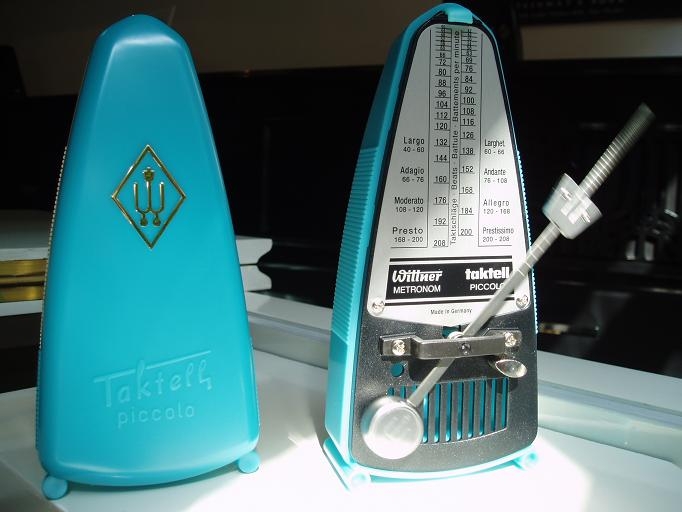 Taktell
piccolo
Taktschläge · Beats · Battute · Battements per minute
72
80
88
96
104
112
120
132
144
160
176
192
208
69
76
84
92
100
108
116
126
138
152
168
184
200
Largo
40 - 60
Adagio
66 - 76
Moderato
108 - 120
Presto
168 - 200
Larghet.
60 - 66
Andante
76 - 108
Allegro
120 - 168
Prestissimo
200 - 208
Wittner taktell
METRONOM PICCOLO
Made in Germany